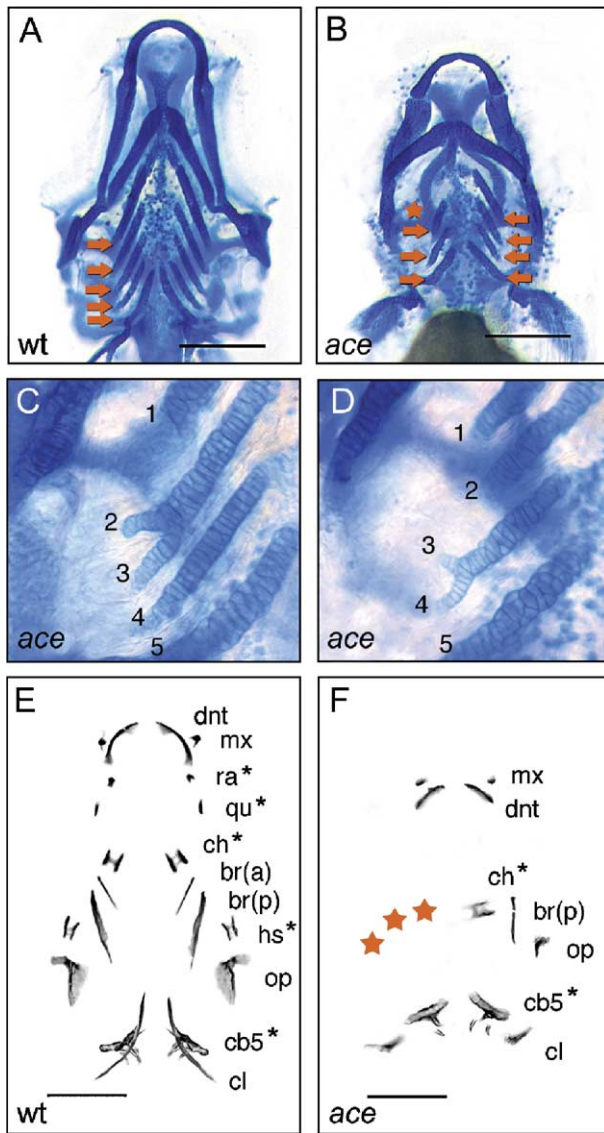 A
B
wt
ace
C
D
1
2
3
4
5
ace
1
2
3
4
5
ace
E
dnt
mx
ra*
qu*
ch*
br(a)
br(p)
hs*
op
cb5*
cl
wt
F
mx
dnt
ch*
br(p)
op
cb5*
cl
ace